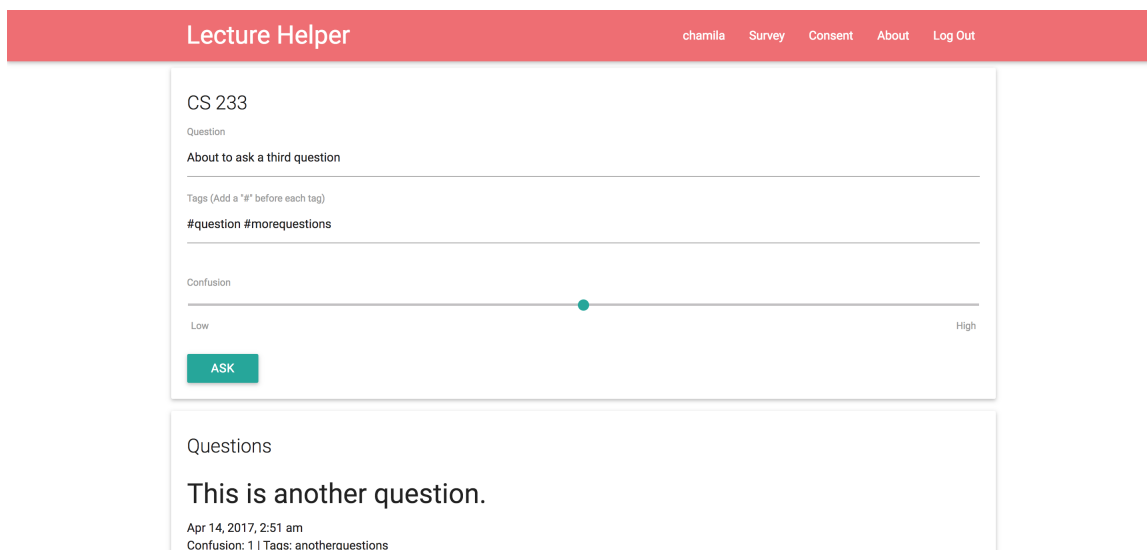 Lecture Helper
chamila Survey Consent About Log Out
CS 233
Question
About to ask a third question
Tags (Add a "#" before each tag)
#question #morequestions
Confusion
Low High
ASK
Questions
This is another question.
Apr 14, 2017, 2:51 am
Confusion: 1 | Tags: anotherquestions